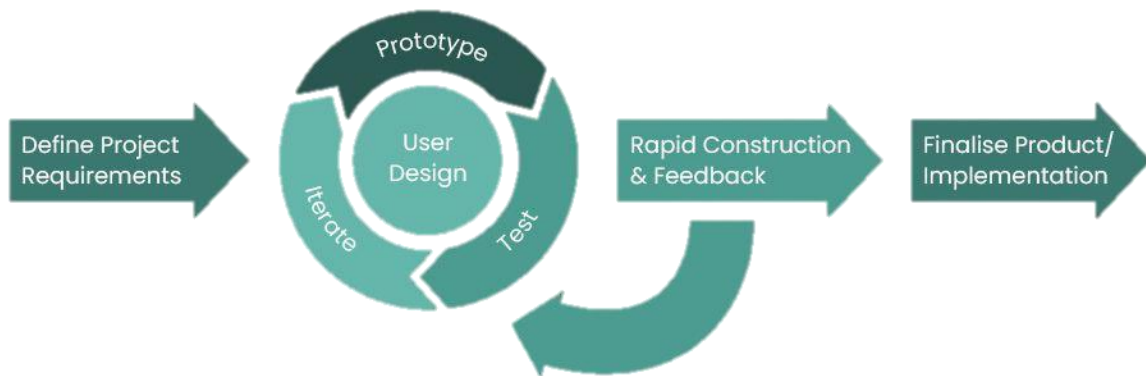 Define Project
Requirements
Prototype
User
Design
Iterate
Test
Rapid Construction
& Feedback
Finalise Product/
Implementation